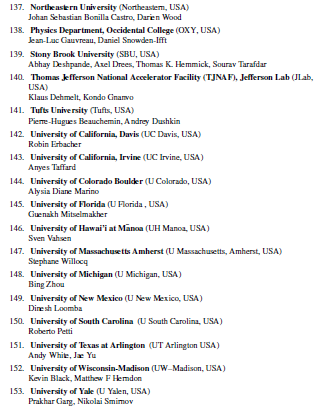 137. Northeastern University (Northeastern, USA)
Johan Sebastian Bonilla Castro, Darien Wood
138. Physics Department, Occidental College (OXY, USA)
Jean-Luc Gauvreau, Daniel Snowden-Ifft
139. Stony Brook University (SBU, USA)
Abhay Deshpande, Axel Drees, Thomas K. Hemmick, Sourav Tarafdar
140. Thomas Jefferson National Accelerator Facility (TJNAF), Jefferson Lab (JLab,
USA)
Klaus Dehmelt, Kondo Gnanvo
141. Tufts University (Tufts, USA)
Pierre-Hugues Beauchemin, Andrey Dushkin
142. University of California, Davis (UC Davis, USA)
Robin Erbacher
143. University of California, Irvine (UC Irvine, USA)
Anyes Taffard
144. University of Colorado Boulder (U Colorado, USA)
Alysia Diane Marino
145. University of Florida (U Florida , USA)
Guenakh Mitselmakher
146. University of Hawai'i at Mānoa (UH Manoa, USA)
Sven Vahsen
147. University of Massachusetts Amherst (U Massachusetts, Amherst, USA)
Stephane Willocq
148. University of Michigan (U Michigan, USA)
Bing Zhou
149. University of New Mexico (U New Mexico, USA)
Dinesh Loomba
150. University of South Carolina (U South Carolina, USA)
Roberto Petti
151. University of Texas at Arlington (UT Arlington USA)
Andy White, Jae Yu
152. University of Wisconsin-Madison (UW–Madison, USA)
Kevin Black, Matthew F Herndon
153. University of Yale (U Yalen, USA)
Prakhar Garg, Nikolai Smirnov